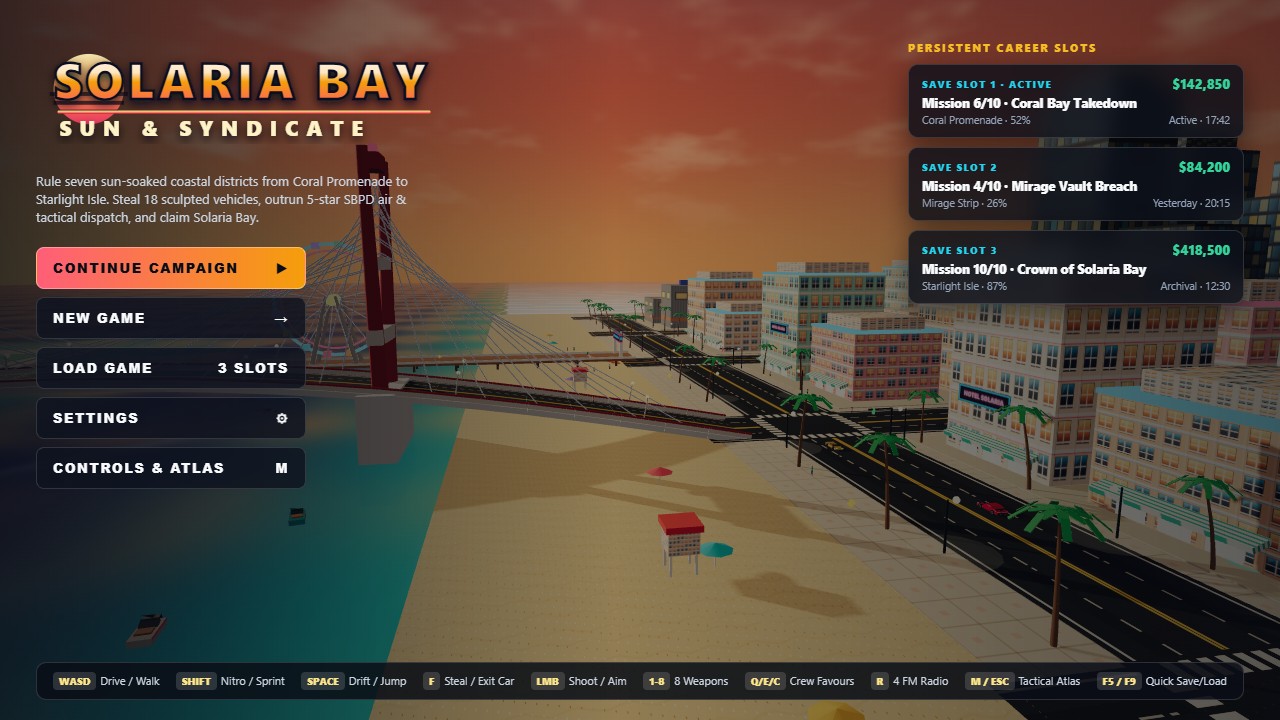 SOLARIA BAY
SUN & SYNDICATE
Rule seven sun-soaked coastal districts from Coral Promenade to
Starlight Isle. Steal 18 sculpted vehicles, outrun 5-star SBPD air &
tactical dispatch, and claim Solaria Bay.
CONTINUE CAMPAIGN ▶
NEW GAME →
LOAD GAME 3 SLOTS
SETTINGS ⚙
CONTROLS & ATLAS M
PERSISTENT CAREER SLOTS
SAVE SLOT 1 · ACTIVE $142,850
Mission 6/10 · Coral Bay Takedown
Coral Promenade · 52% Active · 17:42
SAVE SLOT 2 $84,200
Mission 4/10 · Mirage Vault Breach
Mirage Strip · 26% Yesterday · 20:15
SAVE SLOT 3 $418,500
Mission 10/10 · Crown of Solaria Bay
Starlight Isle · 87% Archival · 12:30
HOTEL SOLARIA
WASD Drive / Walk SHIFT Nitro / Sprint SPACE Drift / Jump F Steal / Exit Car LMB Shoot / Aim 1-8 8 Weapons Q/E/C Crew Favours R 4 FM Radio M / ESC Tactical Atlas F5 / F9 Quick Save/Load